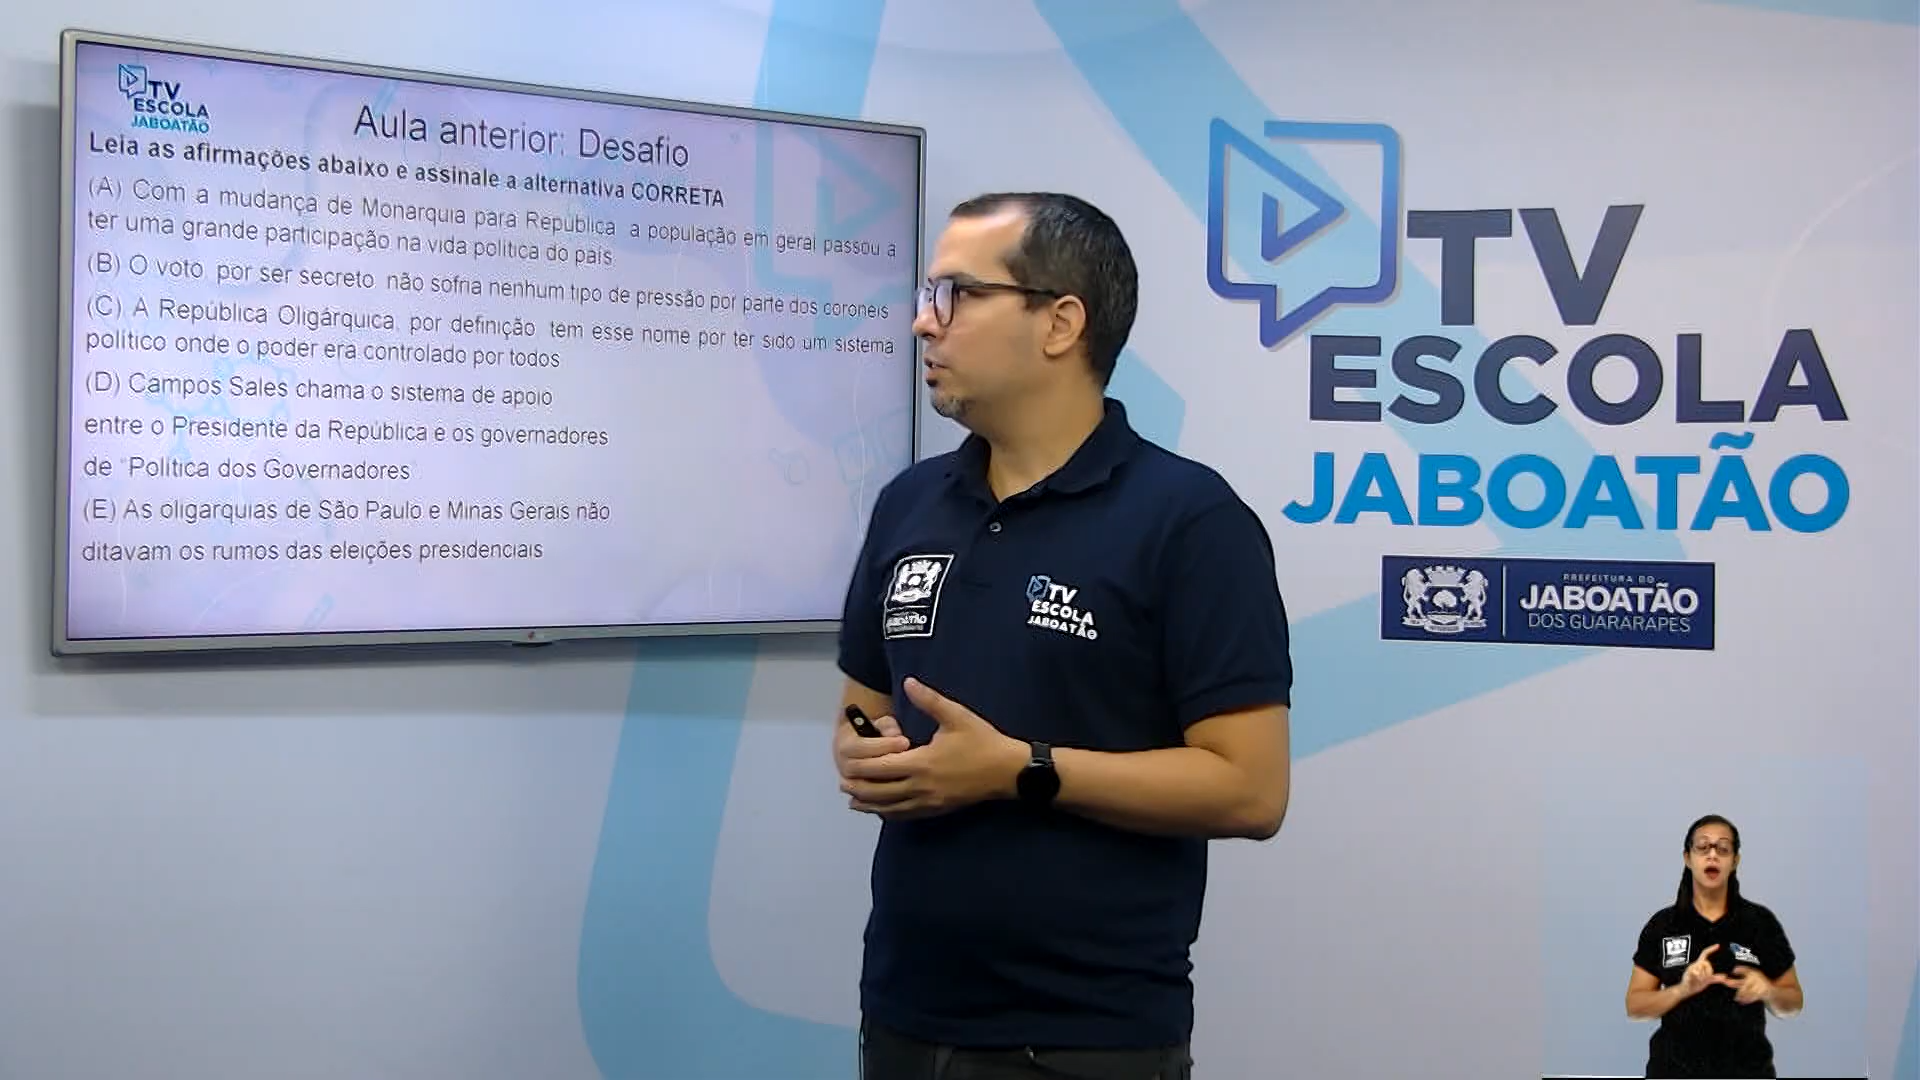 TV
ESCOLA
JABOATÃO
Aula anterior: Desafio
Leia as afirmações abaixo e assinale a alternativa CORRETA
(A) Com a mudança de Monarquia para República a população em geral passou a
ter uma grande participação na vida política do país
(B) O voto por ser secreto não sofria nenhum tipo de pressão por parte dos coronéis
(C) A República Oligárquica, por definição tem esse nome por ter sido um sistema
político onde o poder era controlado por todos
(D) Campos Sales chama o sistema de apoio
entre o Presidente da República e os governadores
de "Política dos Governadores"
(E) As oligarquias de São Paulo e Minas Gerais não
ditavam os rumos das eleições presidenciais
TV
ESCOLA
JABOATÃO
PREFEITURA DO
JABOATÃO
DOS GUARARAPES
JABOATÃO
TV
ESCOLA
JABOATÃO